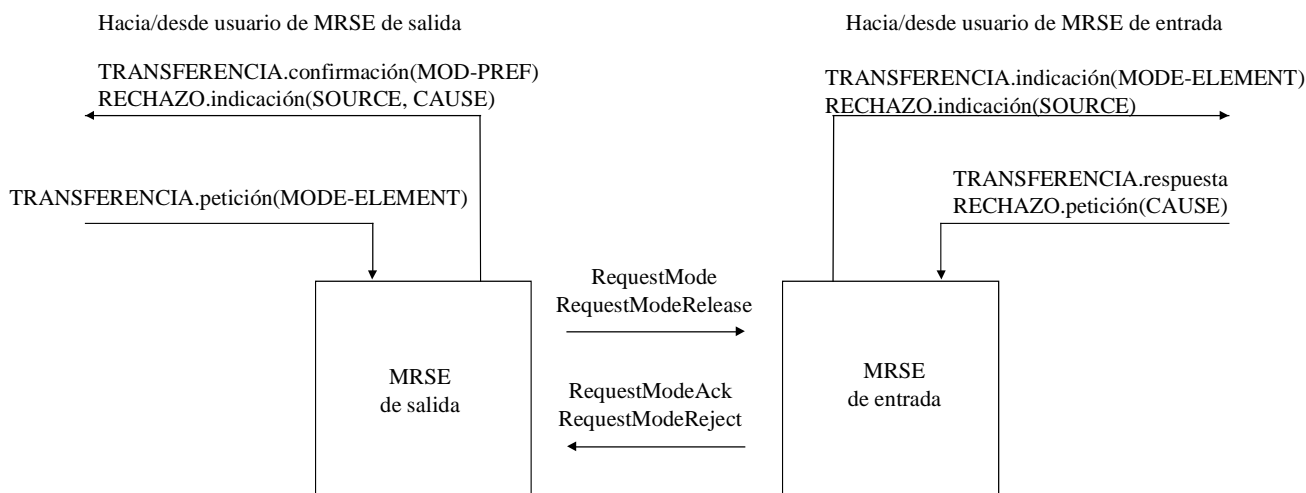 Hacia/desde usuario de MRSE de salida
Hacia/desde usuario de MRSE de entrada
TRANSFERENCIA.confirmación(MOD-PREF)
RECHAZO.indicación(SOURCE, CAUSE)
TRANSFERENCIA.indicación(MODE-ELEMENT)
RECHAZO.indicación(SOURCE)
TRANSFERENCIA.petición(MODE-ELEMENT)
TRANSFERENCIA.respuesta
RECHAZO.petición(CAUSE)
RequestMode
RequestModeRelease
MRSE
de salida
RequestModeAck
RequestModeReject
MRSE
de entrada